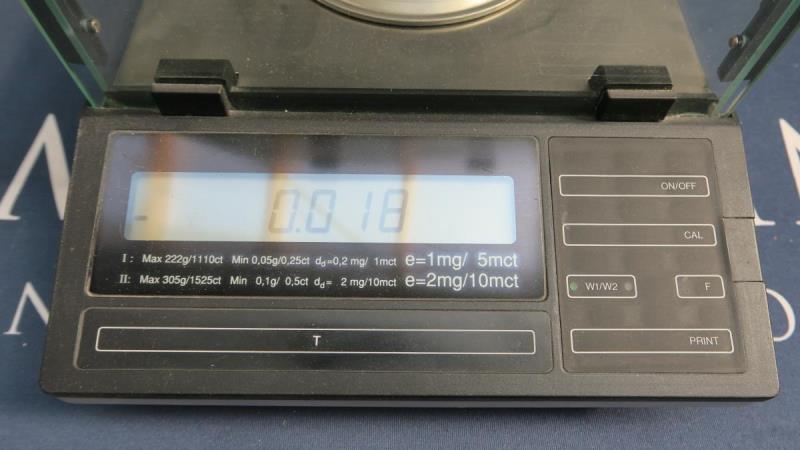 - 0.018
I : Max 222g/1110ct Min 0,05g/0,25ct dd=0,2 mg/ 1mct e=1mg/ 5mct
II: Max 305g/1525ct Min 0,1g/ 0,5ct dd= 2 mg/10mct e=2mg/10mct
T
ON/OFF
CAL
W1/W2
F
PRINT